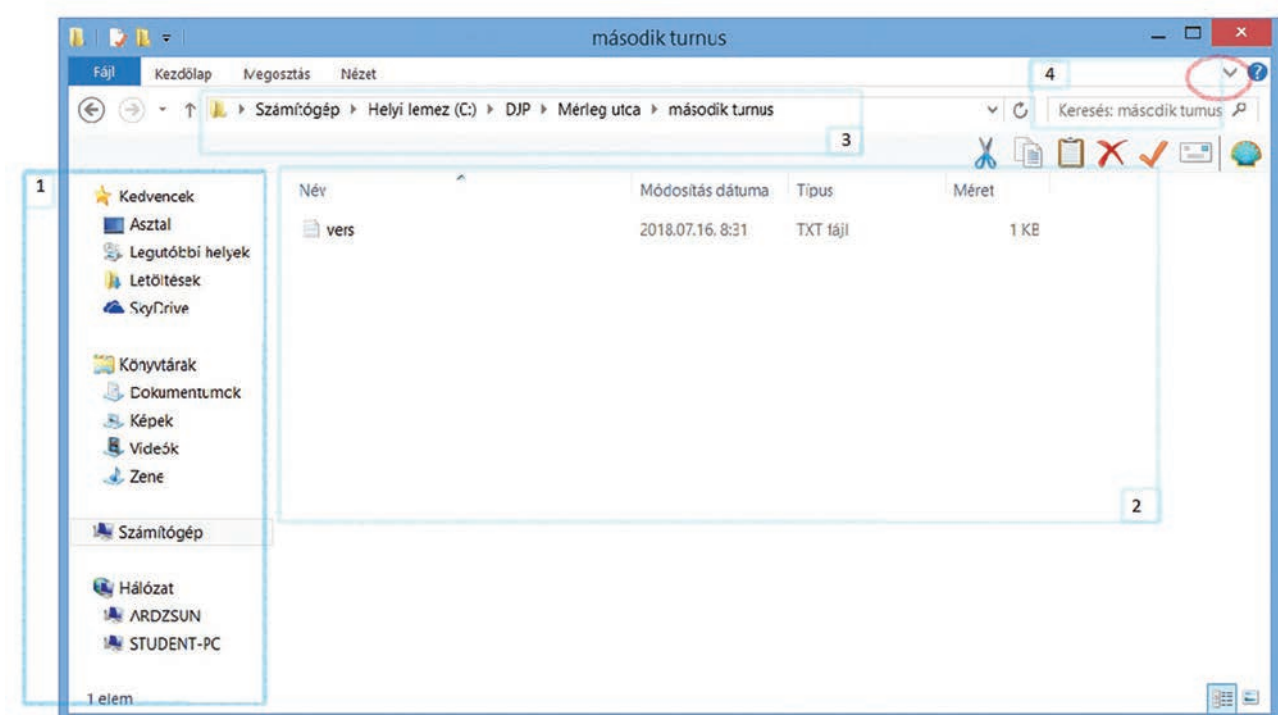 második turnus
Fájl Kezdőlap Megosztás Nézet
4
Számítógép Helyi lemez (C:) DJP Mérleg utca második turnus
Keresés: második turnus
3
1
Név Módosítás dátuma Típus Méret
vers 2018.07.16. 8:31 TXT fájl 1 KB
Kedvencek
Asztal
Legutóbbi helyek
Letöltések
SkyDrive
Könyvtárak
Dokumentumok
Képek
Videók
Zene
2
Számítógép
Hálózat
ARDZSUN
STUDENT-PC
1 elem